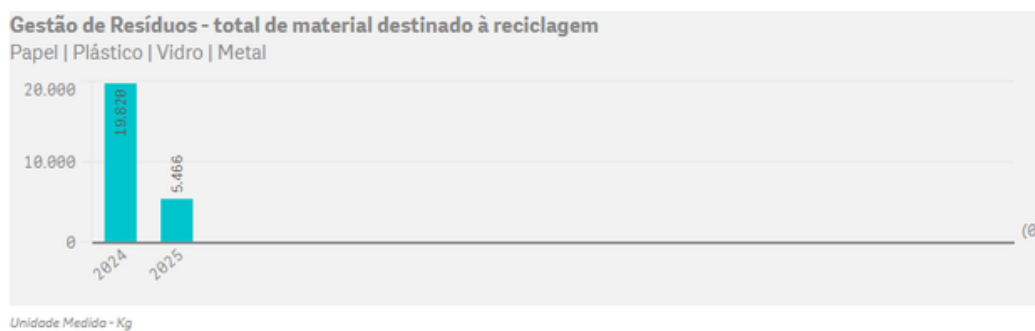 Gestão de Resíduos - total de material destinado à reciclagem
Papel | Plástico | Vidro | Metal
20.000
19.820
10.000
5.466
0
(0
2024
2025
Unidade Medida - Kg